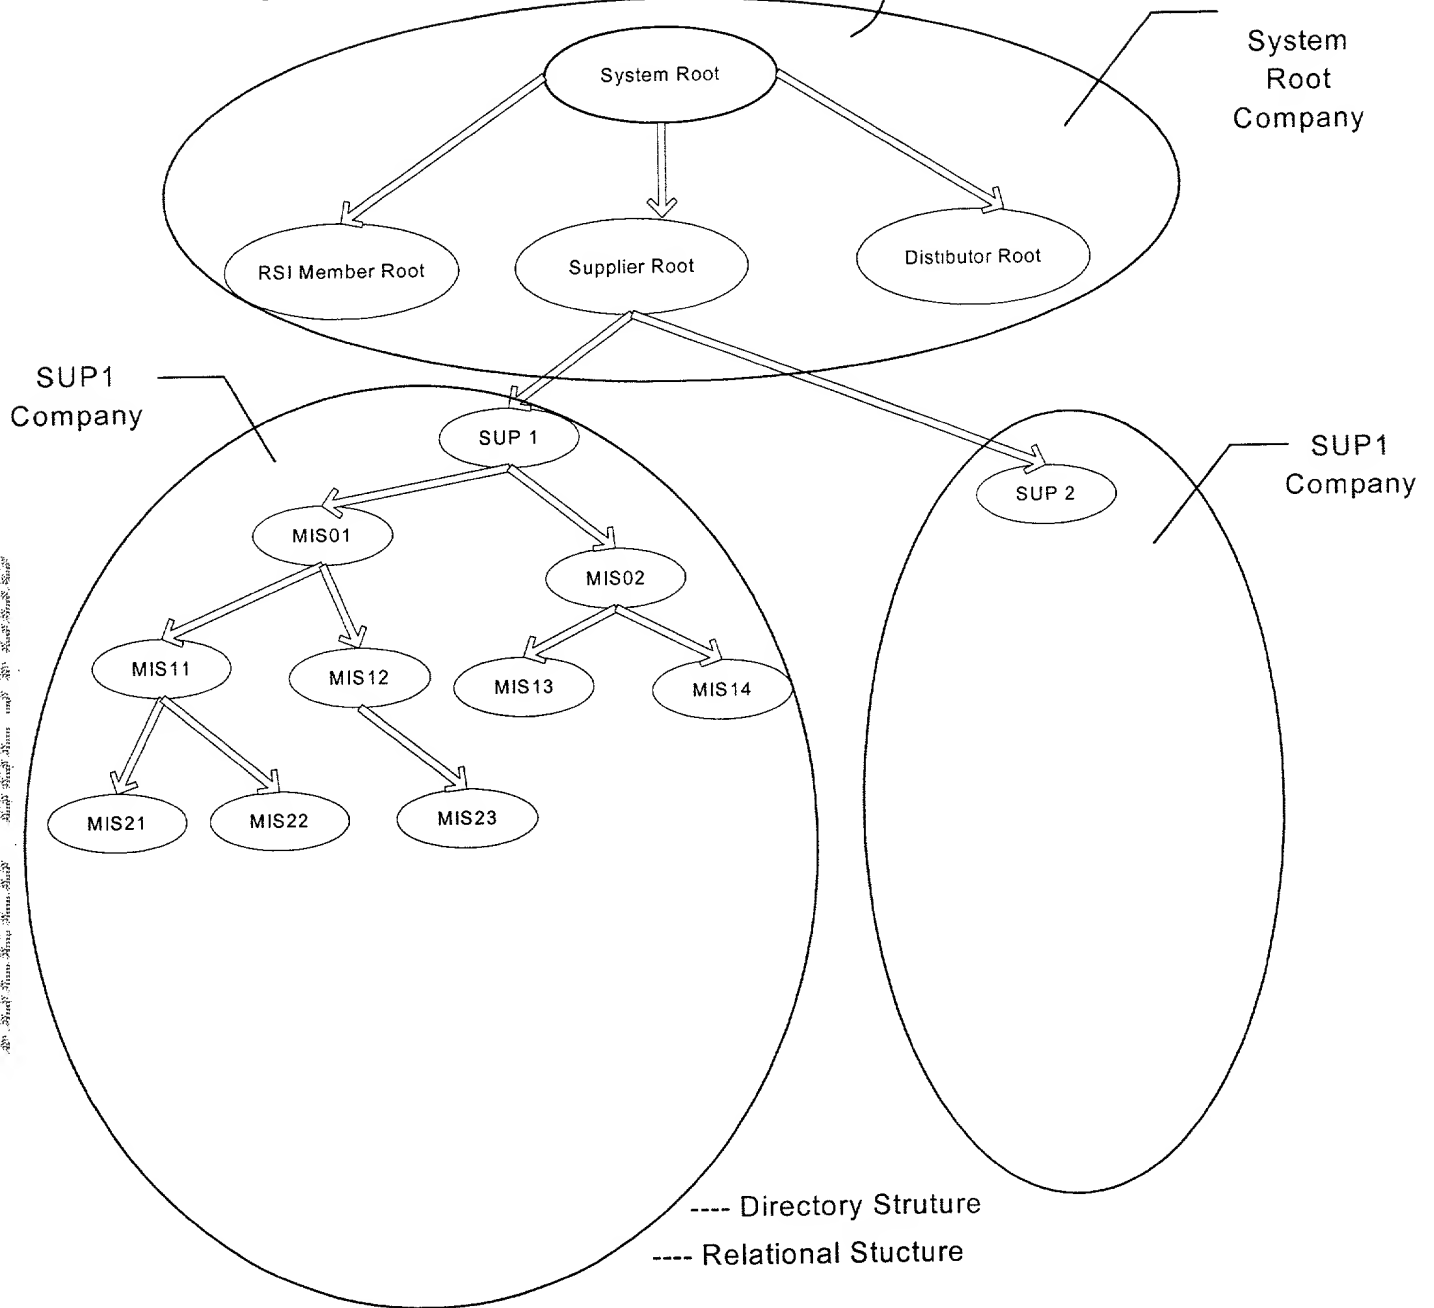 System Root
System
Root
Company
RSI Member Root
Supplier Root
Distibutor Root
SUP1
Company
SUP 1
SUP1
Company
SUP 2
MIS01
MIS02
MIS11
MIS12
MIS13
MIS14
MIS21
MIS22
MIS23
---- Directory Struture
---- Relational Stucture